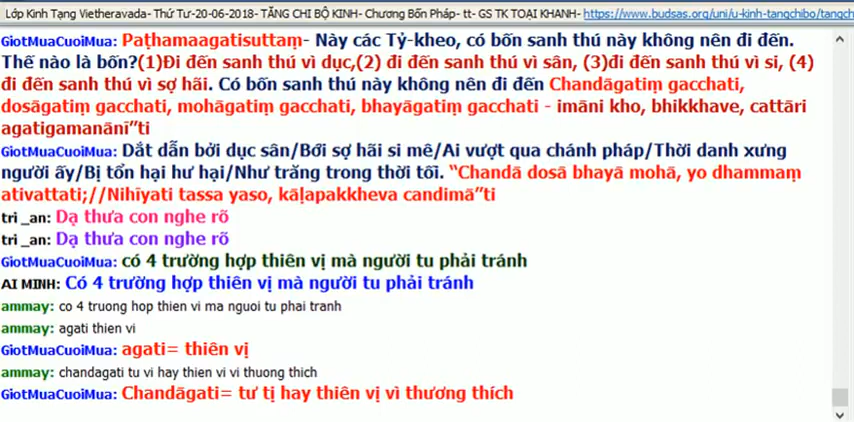 Lớp Kinh Tạng Vietheravada- Thứ Tư-20-06-2018- TĂNG CHI BỘ KINH- Chương Bốn Pháp- tt- GS TK TOẠI KHANH- https://www.budsas.org/uni/u-kinh-tangchibo/tangch
GiotMuaCuoiMua: Paṭhamaagatisuttaṃ- Này các Tỷ-kheo, có bốn sanh thú này không nên đi đến.
Thế nào là bốn?(1)Đi đến sanh thú vì dục,(2) đi đến sanh thú vì sân, (3)đi đến sanh thú vì si, (4)
đi đến sanh thú vì sợ hãi. Có bốn sanh thú này không nên đi đến Chandāgatiṃ gacchati,
dosāgatiṃ gacchati, mohāgatiṃ gacchati, bhayāgatiṃ gacchati - imāni kho, bhikkhave, cattāri
agatigamanānī”ti
GiotMuaCuoiMua: Dắt dẫn bởi dục sân/Bới sợ hãi si mê/Ai vượt qua chánh pháp/Thời danh xưng
người ấy/Bị tổn hại hư hại/Như trăng trong thời tối. “Chandā dosā bhayā mohā, yo dhammaṃ
ativattati;//Nihīyati tassa yaso, kāḷapakkheva candimā”ti
tri _an: Dạ thưa con nghe rõ
tri _an: Dạ thưa con nghe rõ
GiotMuaCuoiMua: có 4 trường hợp thiên vị mà người tu phải tránh
AI MINH: Có 4 trường hợp thiên vị mà người tu phải tránh
ammay: co 4 truong hop thien vi ma nguoi tu phai tranh
ammay: agati thien vi
GiotMuaCuoiMua: agati= thiên vị
ammay: chandagati tu vi hay thien vi vi thuong thich
GiotMuaCuoiMua: Chandāgati= tư tị hay thiên vị vì thương thích